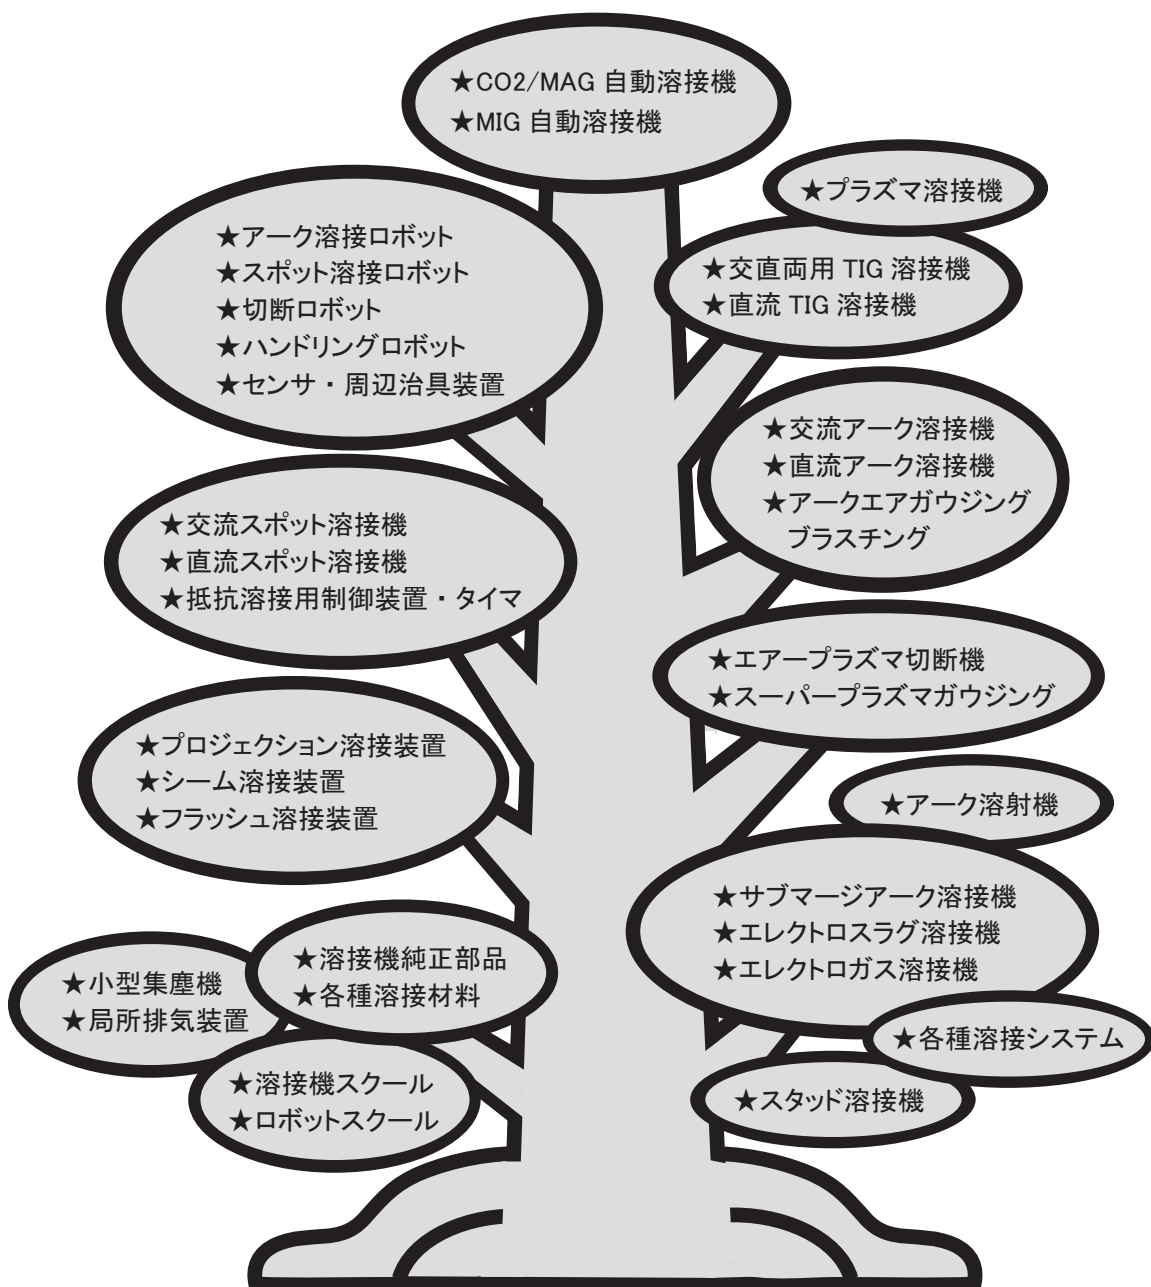 ★CO2/MAG 自動溶接機
★MIG 自動溶接機
★プラズマ溶接機
★アーク溶接ロボット
★スポット溶接ロボット
★切断ロボット
★ハンドリングロボット
★センサ・周辺治具装置
★交直両用 TIG 溶接機
★直流 TIG 溶接機
★交流アーク溶接機
★直流アーク溶接機
★アークエアガウジング
ブラスチング
★交流スポット溶接機
★直流スポット溶接機
★抵抗溶接用制御装置・タイマ
★エアープラズマ切断機
★スーパープラズマガウジング
★プロジェクション溶接装置
★シーム溶接装置
★フラッシュ溶接装置
★アーク溶射機
★サブマージアーク溶接機
★エレクトロスラグ溶接機
★エレクトロガス溶接機
★溶接機純正部品
★各種溶接材料
★小型集塵機
★局所排気装置
★各種溶接システム
★溶接機スクール
★ロボットスクール
★スタッド溶接機